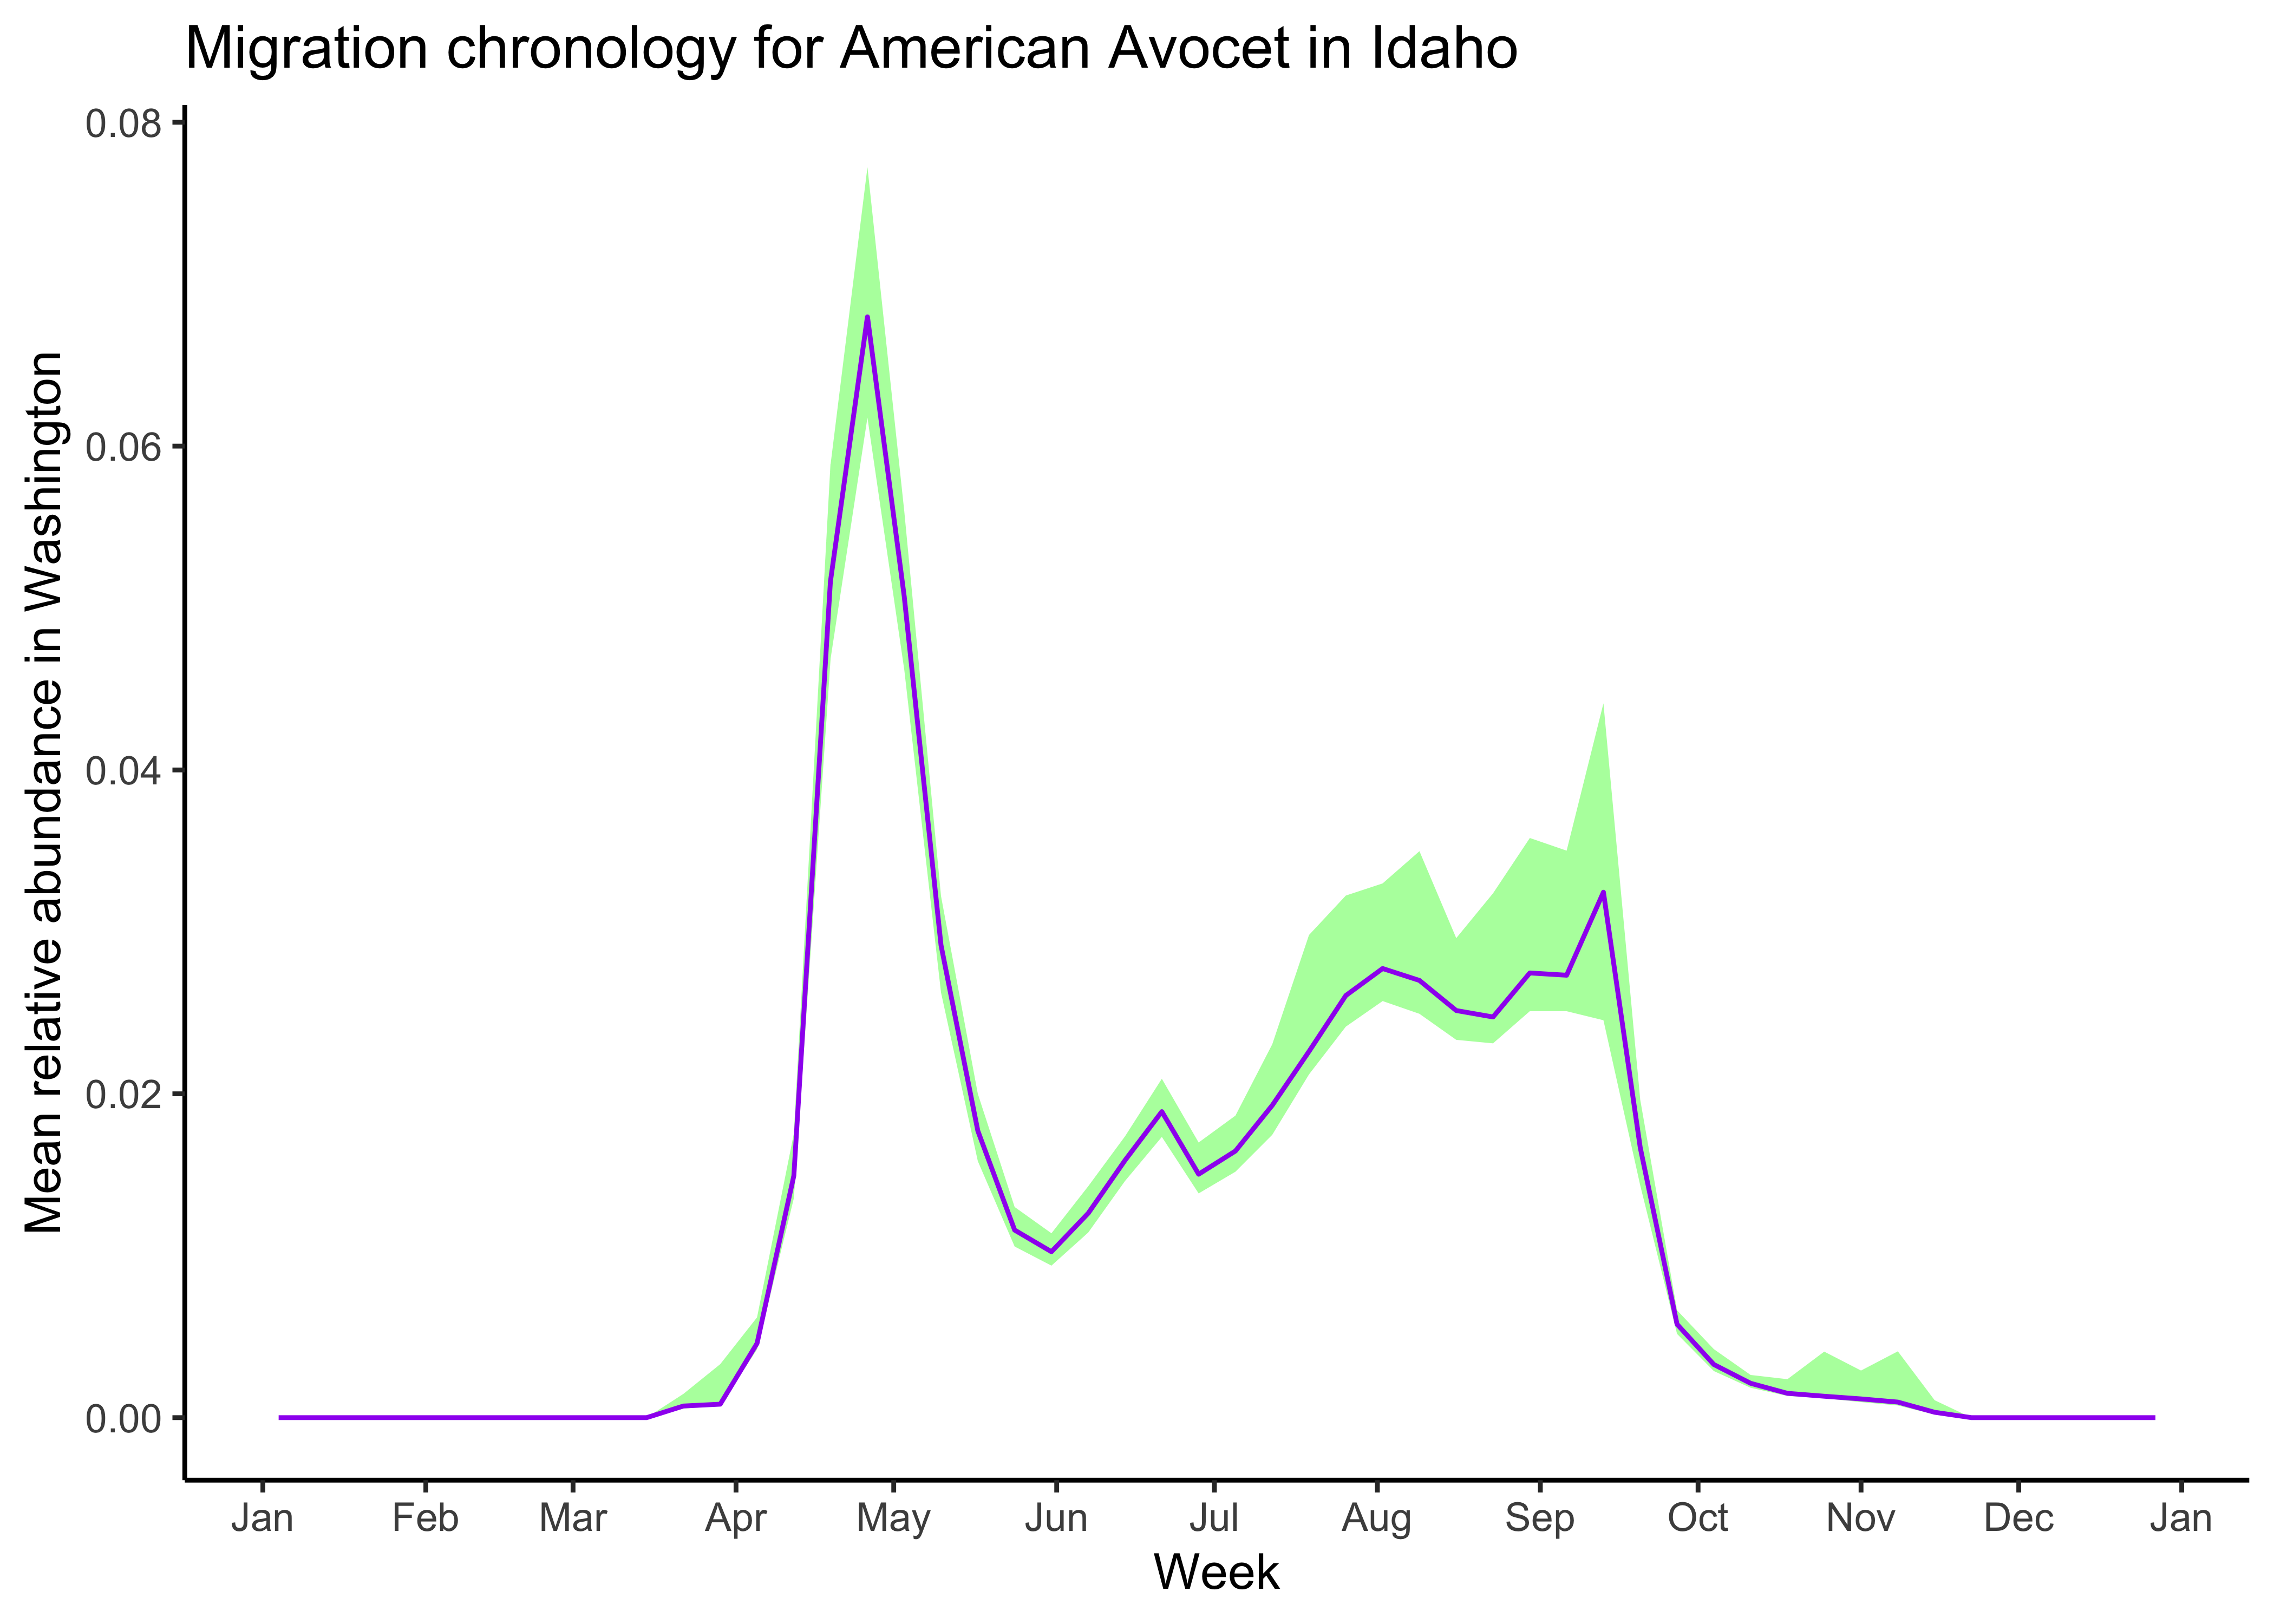 Migration chronology for American Avocet in Idaho
Mean relative abundance in Washington
0.08
0.06
0.04
0.02
0.00
Jan Feb Mar Apr May Jun Jul Aug Sep Oct Nov Dec Jan
Week